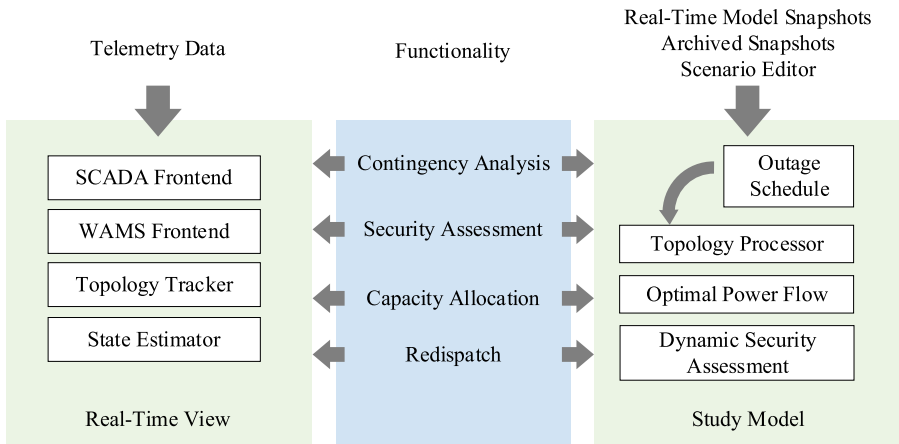 Telemetry Data
Functionality
Real-Time Model Snapshots
Archived Snapshots
Scenario Editor
SCADA Frontend
WAMS Frontend
Topology Tracker
State Estimator
Real-Time View
Contingency Analysis
Security Assessment
Capacity Allocation
Redispatch
Outage
Schedule
Topology Processor
Optimal Power Flow
Dynamic Security
Assessment
Study Model